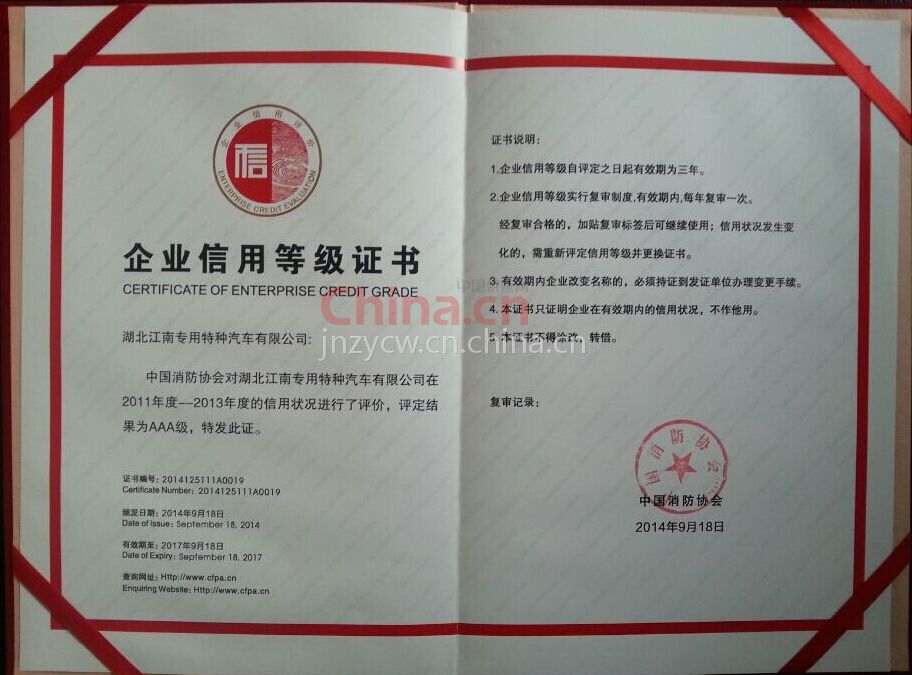 企业信用评价
信
ENTERPRISE CREDIT EVALUATION
企业信用等级证书
CERTIFICATE OF ENTERPRISE CREDIT GRADE
湖北江南专用特种汽车有限公司:
中国消防协会对湖北江南专用特种汽车有限公司在
2011年度--2013年度的信用状况进行了评价，评定结
果为AAA级，特发此证。
证书编号: 2014125111A0019
Certificate Number: 2014125111A0019
颁发日期: 2014年9月18日
Date of Issue: September 18, 2014
有效期至: 2017年9月18日
Date of Expiry: September 18, 2017
查询网址: Http://www.cfpa.cn
Enquiring Website: Http://www.cfpa.cn
证书说明：
1.企业信用等级自评定之日起有效期为三年。
2.企业信用等级实行复审制度,有效期内,每年复审一次。
经复审合格的，加贴复审标签后可继续使用；信用状况发生变
化的，需重新评定信用等级并更换证书。
3. 有效期内企业改变名称的，必须持证到发证单位办理变更手续。
4. 本证书只证明企业在有效期内的信用状况，不作他用。
5. 本证书不得涂改、转借。
复审记录：
中国消防协会
中国消防协会
2014年9月18日
China.cn
jnzycw.cn.china.cn